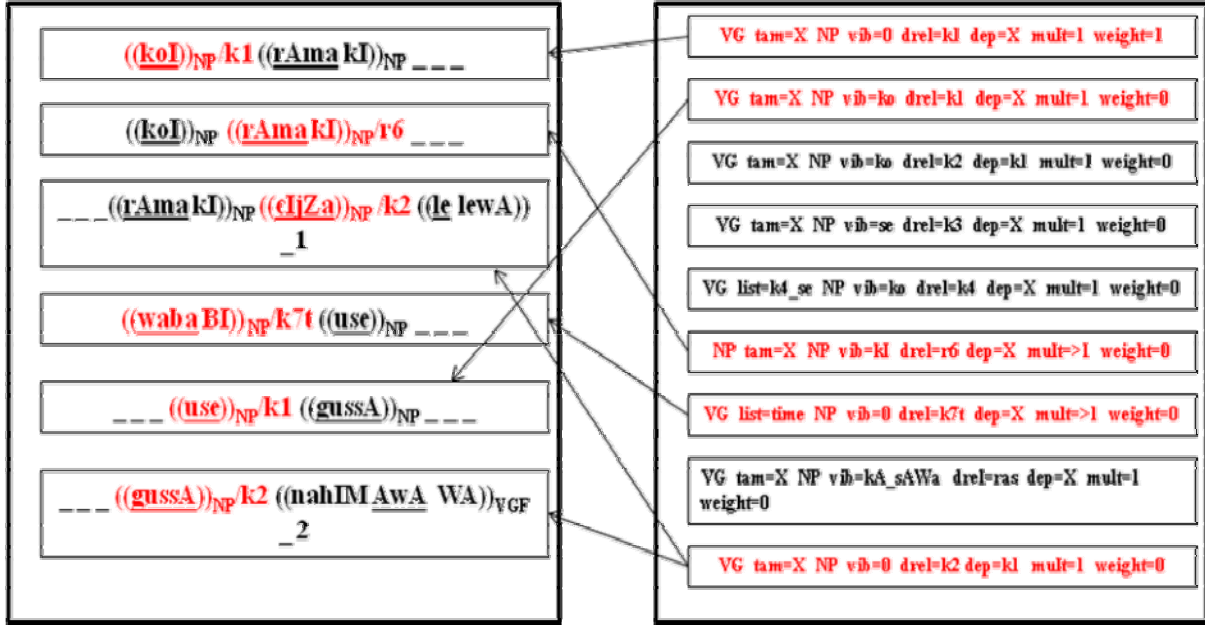 ((koI))NP/k1 ((rAma kI))NP _ _ _
((koI))NP ((rAma kI))NP/r6 _ _ _
_ _ _((rAma kI))NP ((cIjZa))NP /k2 ((le lewA))
_1
((waba BI))NP/k7t ((use))NP _ _ _
_ _ _ ((use))NP/k1 ((gussA))NP _ _ _
_ _ _ ((gussA))NP/k2 ((nahIM AwA WA))VGF
_2
VG tam=X NP vib=0 drel=k1 dep=X mult=1 weight=1
VG tam=X NP vib=ko drel=k1 dep=X mult=1 weight=0
VG tam=X NP vib=ko drel=k2 dep=k1 mult=1 weight=0
VG tam=X NP vib=se drel=k3 dep=X mult=1 weight=0
VG list=k4_se NP vib=ko drel=k4 dep=X mult=1 weight=0
NP tam=X NP vib=kI drel=r6 dep=X mult=>1 weight=0
VG list=time NP vib=0 drel=k7t dep=X mult=>1 weight=0
VG tam=X NP vib=kA_sAWa drel=ras dep=X mult=1
weight=0
VG tam=X NP vib=0 drel=k2 dep=k1 mult=1 weight=0